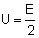 U = E/2